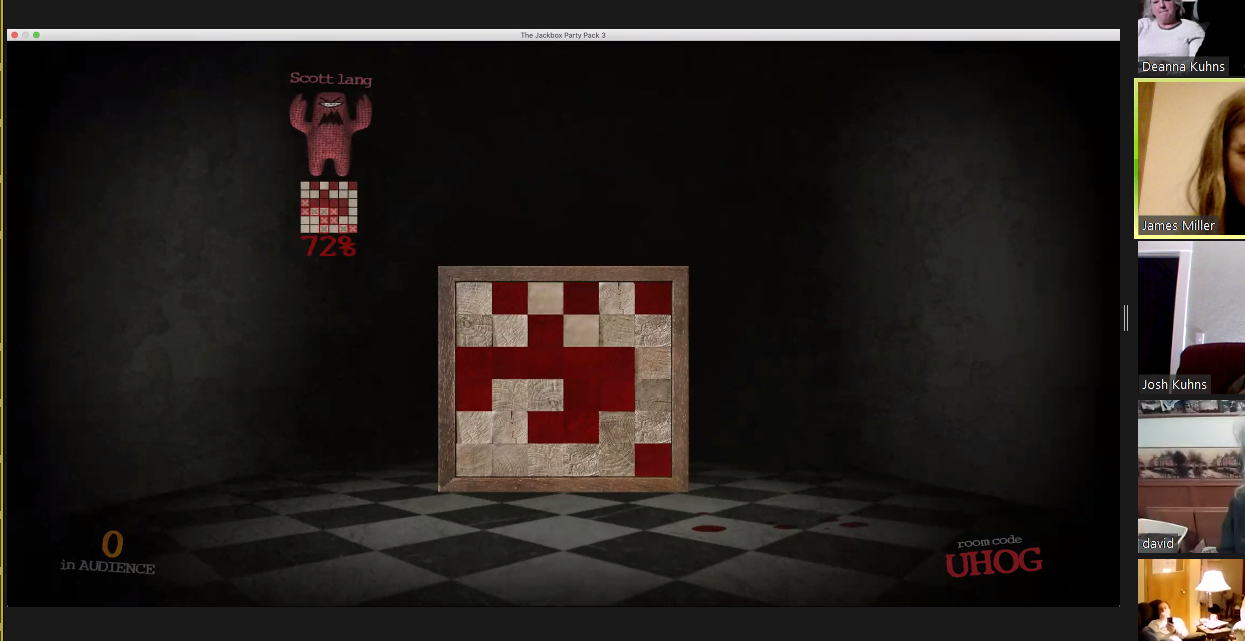 The Jackbox Party Pack 3
Scott lang
72%
0
in AUDIENCE
room code
UHOG
Deanna Kuhns
James Miller
Josh Kuhns
david